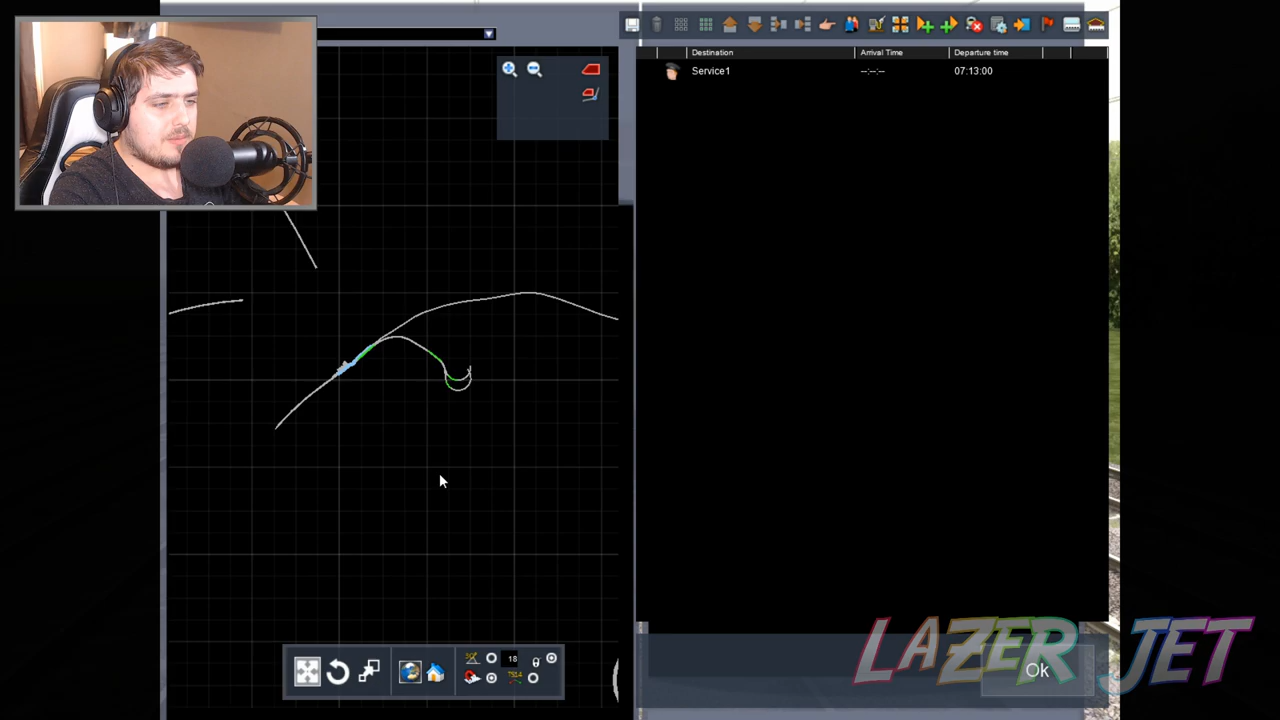 Destination Arrival Time Departure time
Service1 --:--:-- 07:13:00
18
Ok
LAZER JET